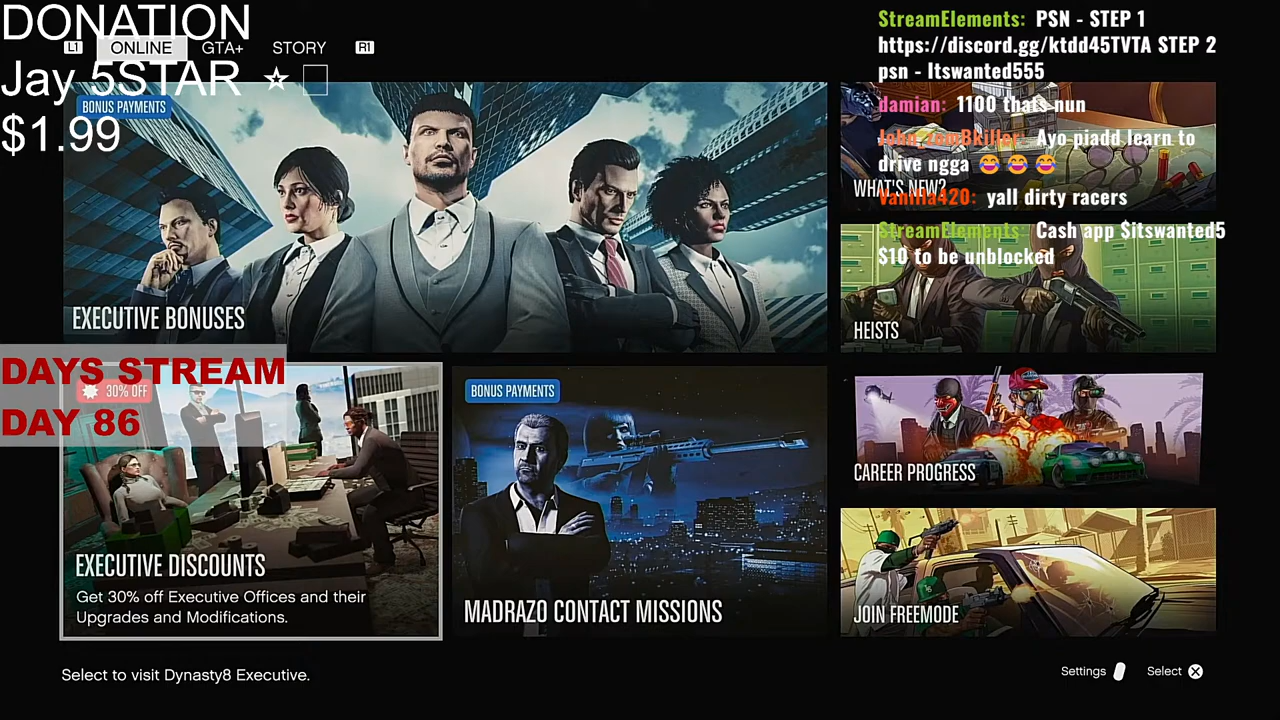 DONATION
Jay 5STAR ☆
$1.99
L1 ONLINE GTA+ STORY R1
StreamElements: PSN - STEP 1
https://discord.gg/ktdd45TVTA STEP 2
psn - Itswanted555
damian: 1100 thats nun
John_zomBkiller: Ayo piadd learn to
drive ngga 😂 😂 😂
Vanilla420: yall dirty racers
StreamElements: Cash app $itswanted5
$10 to be unblocked
BONUS PAYMENTS
EXECUTIVE BONUSES
WHAT'S NEW?
HEISTS
DAYS STREAM
DAY 86
30% OFF
EXECUTIVE DISCOUNTS
Get 30% off Executive Offices and their
Upgrades and Modifications.
BONUS PAYMENTS
MADRAZO CONTACT MISSIONS
CAREER PROGRESS
JOIN FREEMODE
Select to visit Dynasty8 Executive.
Settings Select